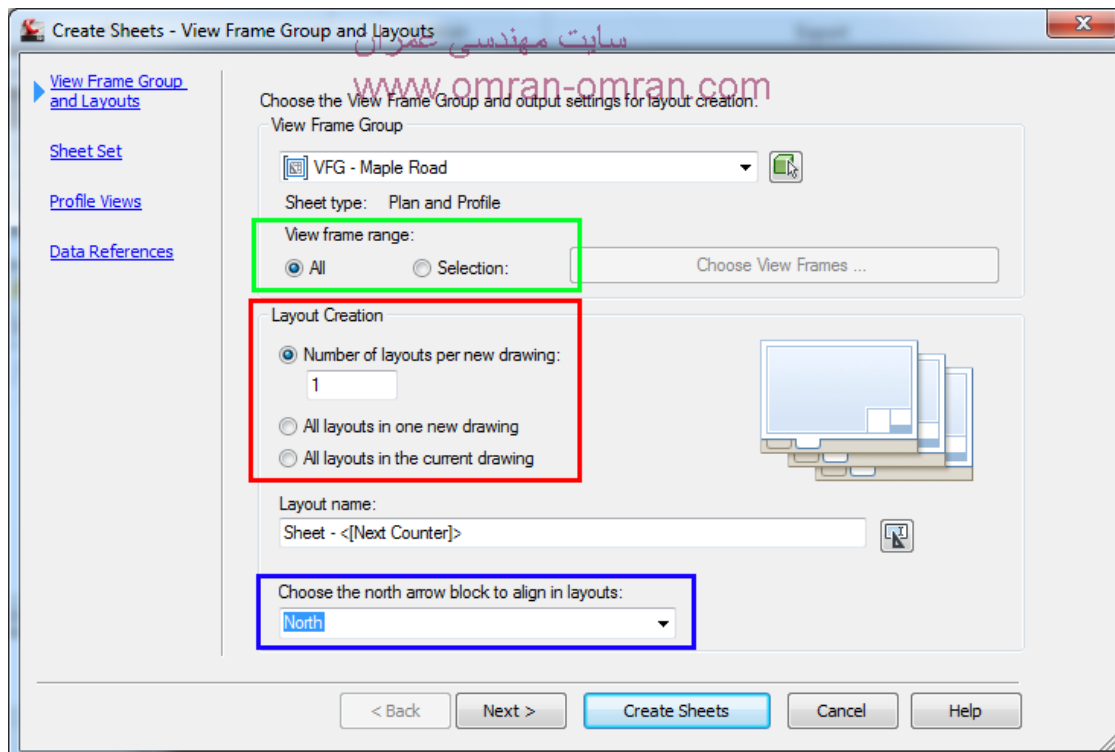 Create Sheets - View Frame Group and Layouts
سایت مهندسی عمران
www.omran-omran.com
View Frame Group
and Layouts
Sheet Set
Profile Views
Data References
Choose the View Frame Group and output settings for layout creation.
View Frame Group
VFG - Maple Road
Sheet type: Plan and Profile
View frame range:
All Selection: Choose View Frames ...
Layout Creation
Number of layouts per new drawing:
1
All layouts in one new drawing
All layouts in the current drawing
Layout name:
Sheet - <[Next Counter]>
Choose the north arrow block to align in layouts:
North
< Back Next > Create Sheets Cancel Help